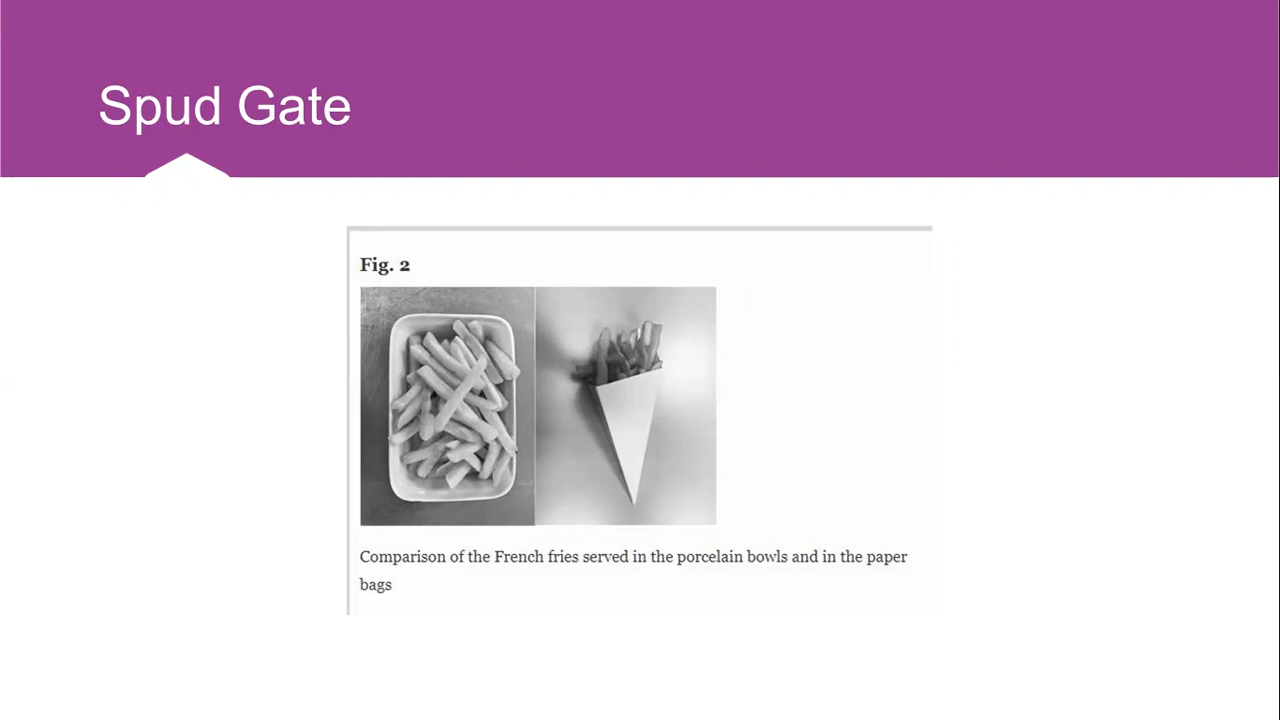 Spud Gate
Fig. 2
Comparison of the French fries served in the porcelain bowls and in the paper
bags